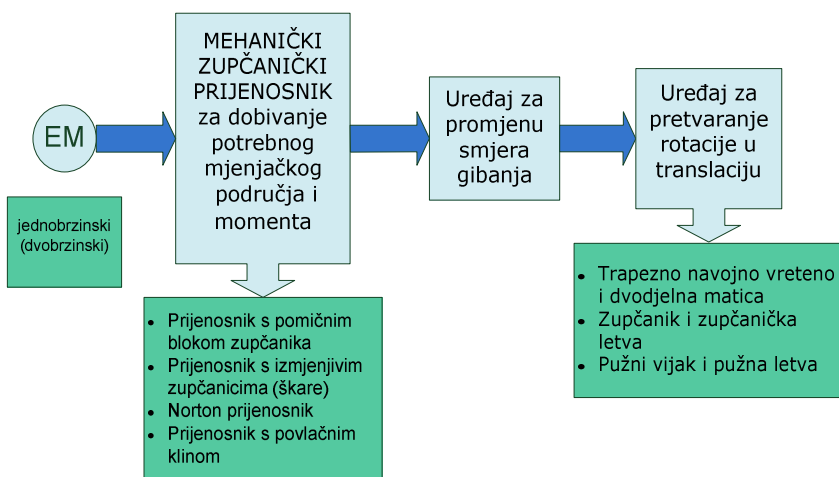 EM
jednobrzinski
(dvobrzinski)
MEHANIČKI
ZUPČANIČKI
PRIJENOSNIK
za dobivanje
potrebnog
mjenjačkog
područja i
momenta
• Prijenosnik s pomičnim
blokom zupčanika
• Prijenosnik s izmjenjivim
zupčanicima (škare)
• Norton prijenosnik
• Prijenosnik s povlačnim
klinom
Uređaj za
promjenu
smjera
gibanja
Uređaj za
pretvaranje
rotacije u
translaciju
• Trapezno navojno vreteno
i dvodjelna matica
• Zupčanik i zupčanička
letva
• Pužni vijak i pužna letva